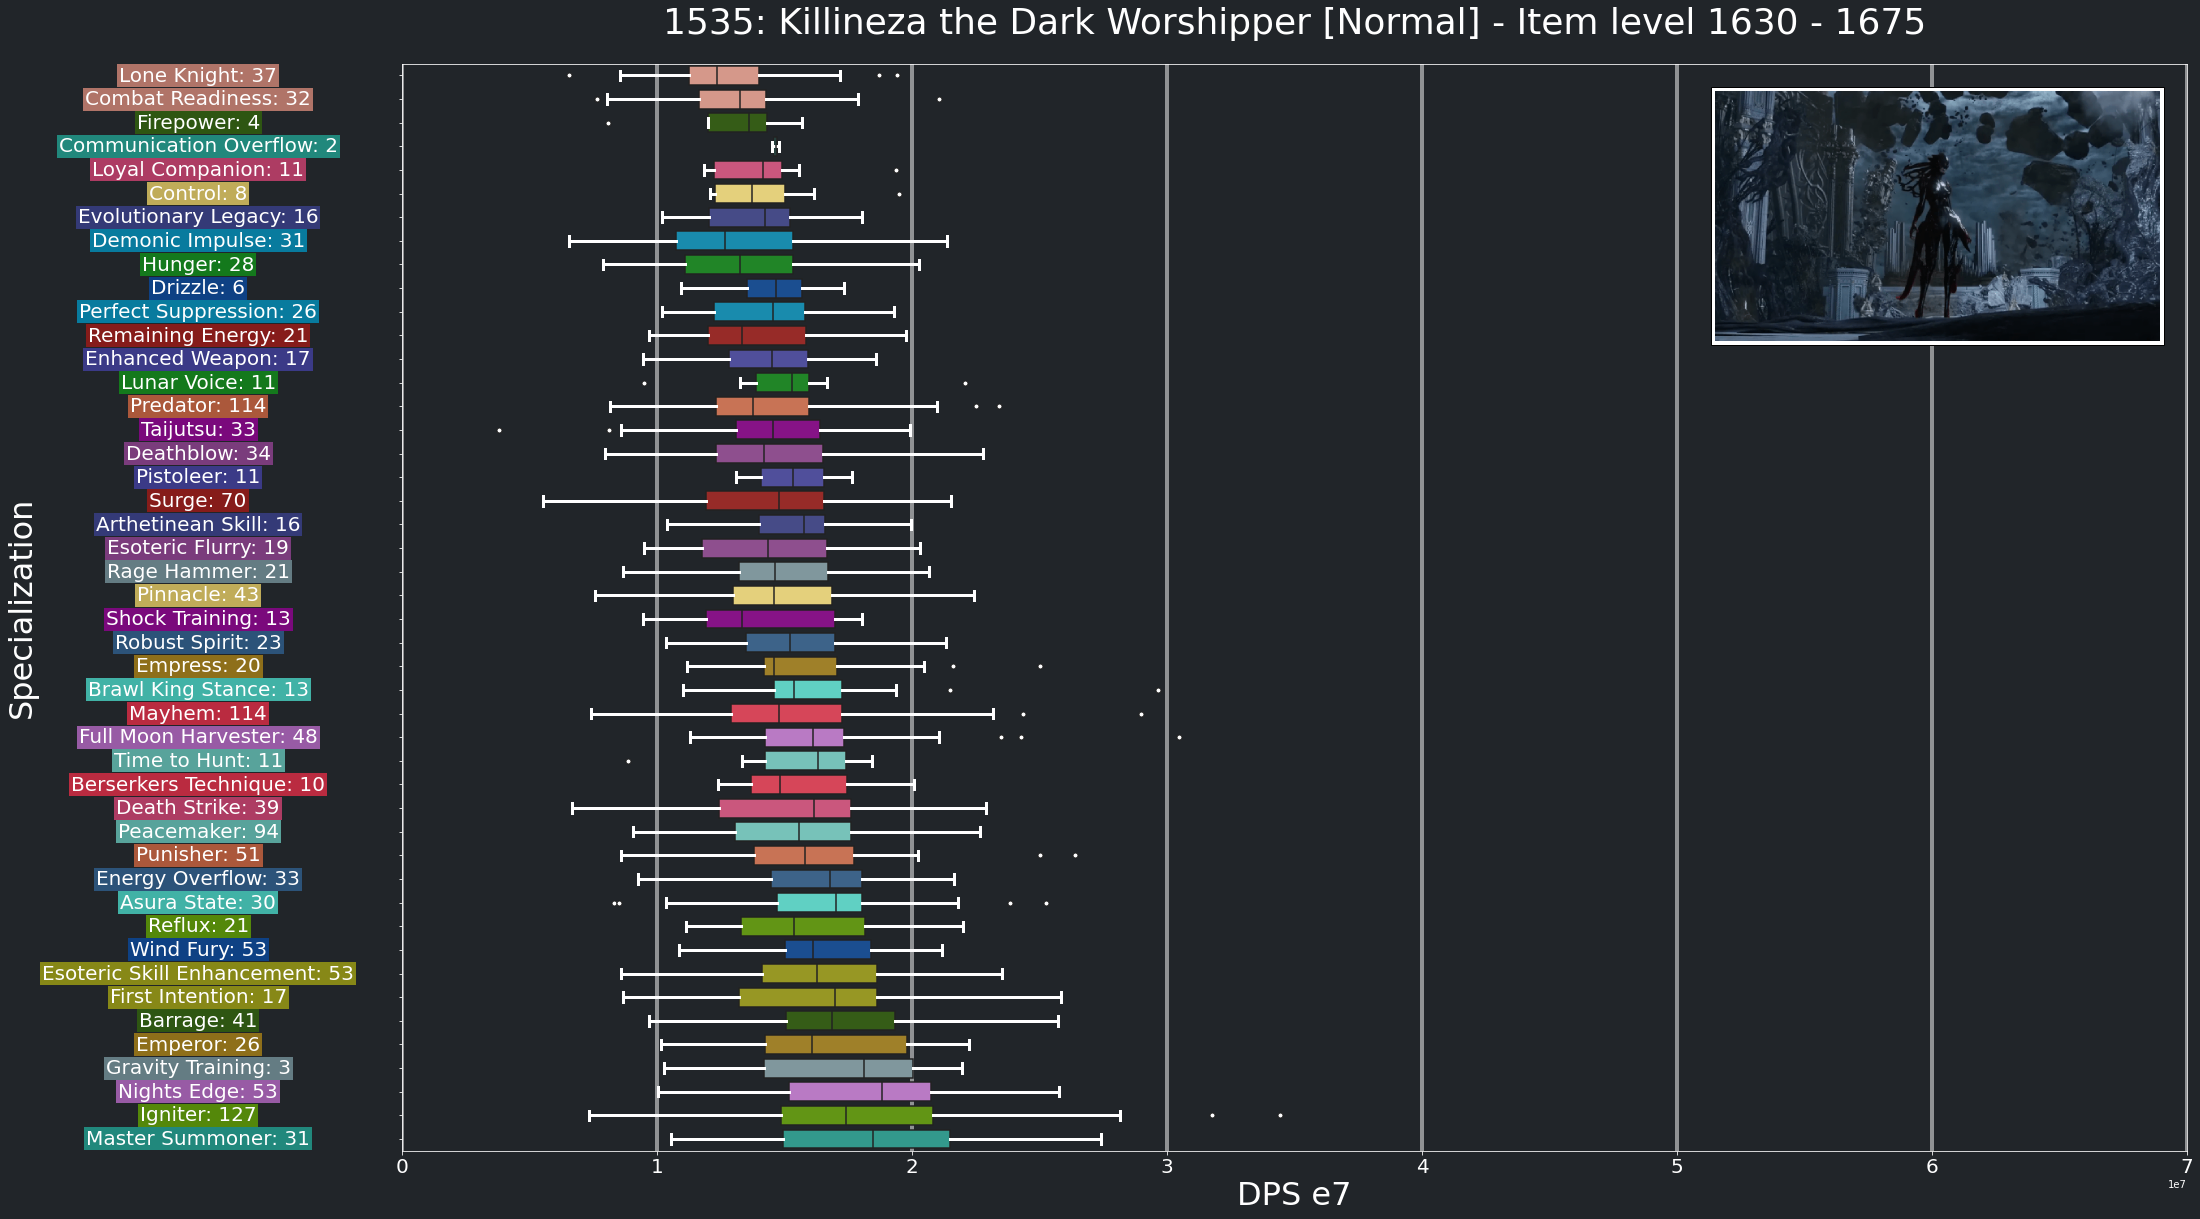 1535: Killineza the Dark Worshipper [Normal] - Item level 1630 - 1675
Specialization
Lone Knight: 37
Combat Readiness: 32
Firepower: 4
Communication Overflow: 2
Loyal Companion: 11
Control: 8
Evolutionary Legacy: 16
Demonic Impulse: 31
Hunger: 28
Drizzle: 6
Perfect Suppression: 26
Remaining Energy: 21
Enhanced Weapon: 17
Lunar Voice: 11
Predator: 114
Taijutsu: 33
Deathblow: 34
Pistoleer: 11
Surge: 70
Arthetinean Skill: 16
Esoteric Flurry: 19
Rage Hammer: 21
Pinnacle: 43
Shock Training: 13
Robust Spirit: 23
Empress: 20
Brawl King Stance: 13
Mayhem: 114
Full Moon Harvester: 48
Time to Hunt: 11
Berserkers Technique: 10
Death Strike: 39
Peacemaker: 94
Punisher: 51
Energy Overflow: 33
Asura State: 30
Reflux: 21
Wind Fury: 53
Esoteric Skill Enhancement: 53
First Intention: 17
Barrage: 41
Emperor: 26
Gravity Training: 3
Nights Edge: 53
Igniter: 127
Master Summoner: 31
0 1 2 3 4 5 6 7
1e7
DPS e7